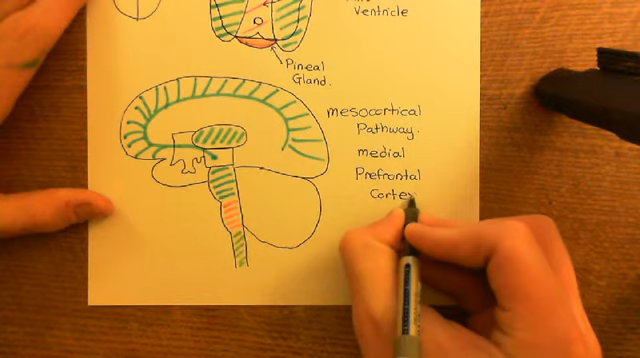 Ventricle
Pineal
Gland.
mesocortical
Pathway.
medial
Prefrontal
Cortex